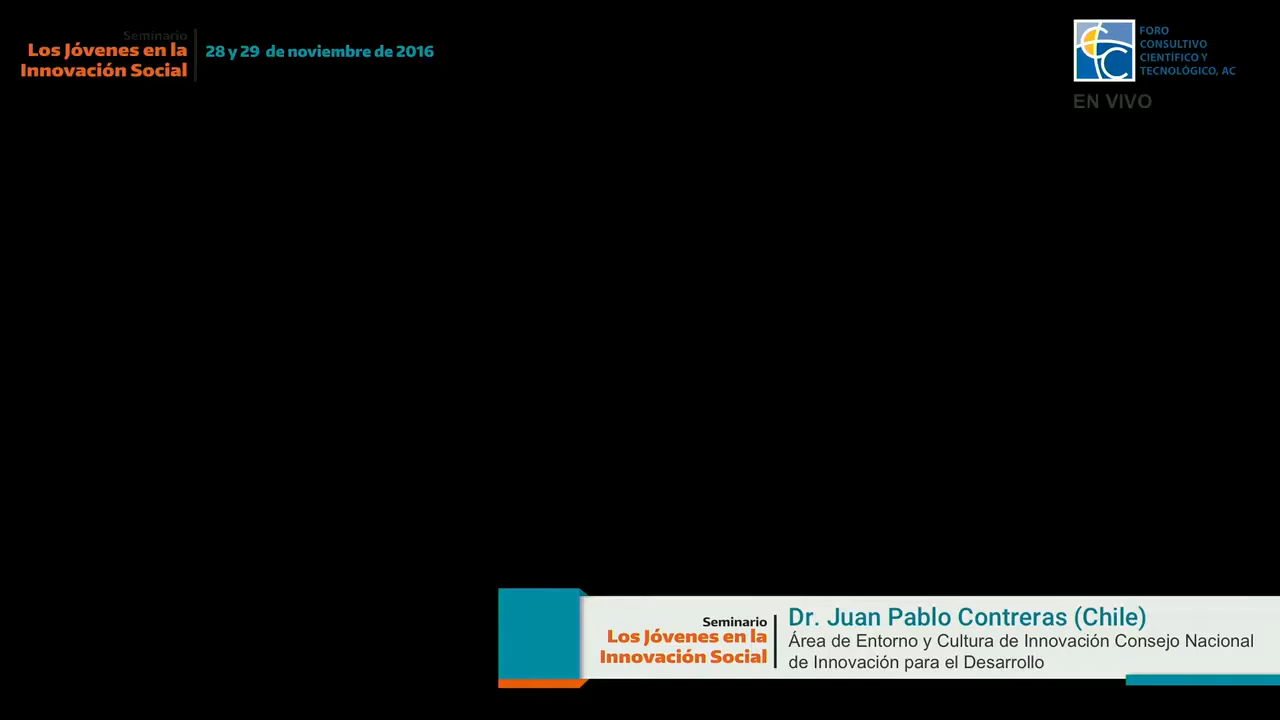 Seminario
Los Jóvenes en la
Innovación Social
28 y 29 de noviembre de 2016
FORO
CONSULTIVO
CIENTÍFICO Y
TECNOLÓGICO, AC
EN VIVO
Seminario
Los Jóvenes en la
Innovación Social
Dr. Juan Pablo Contreras (Chile)
Área de Entorno y Cultura de Innovación Consejo Nacional
de Innovación para el Desarrollo